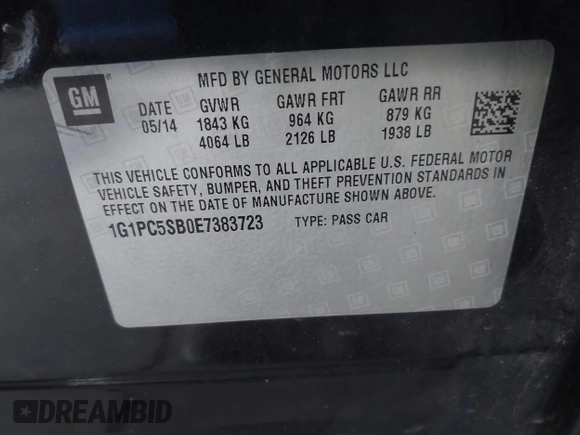 MFD BY GENERAL MOTORS LLC
GM
DATE GVWR GAWR FRT GAWR RR
05/14 1843 KG 964 KG 879 KG
4064 LB 2126 LB 1938 LB
THIS VEHICLE CONFORMS TO ALL APPLICABLE U.S. FEDERAL MOTOR
VEHICLE SAFETY, BUMPER, AND THEFT PREVENTION STANDARDS IN
EFFECT ON THE DATE OF MANUFACTURE SHOWN ABOVE.
1G1PC5SB0E7383723 TYPE: PASS CAR
DREAMBID